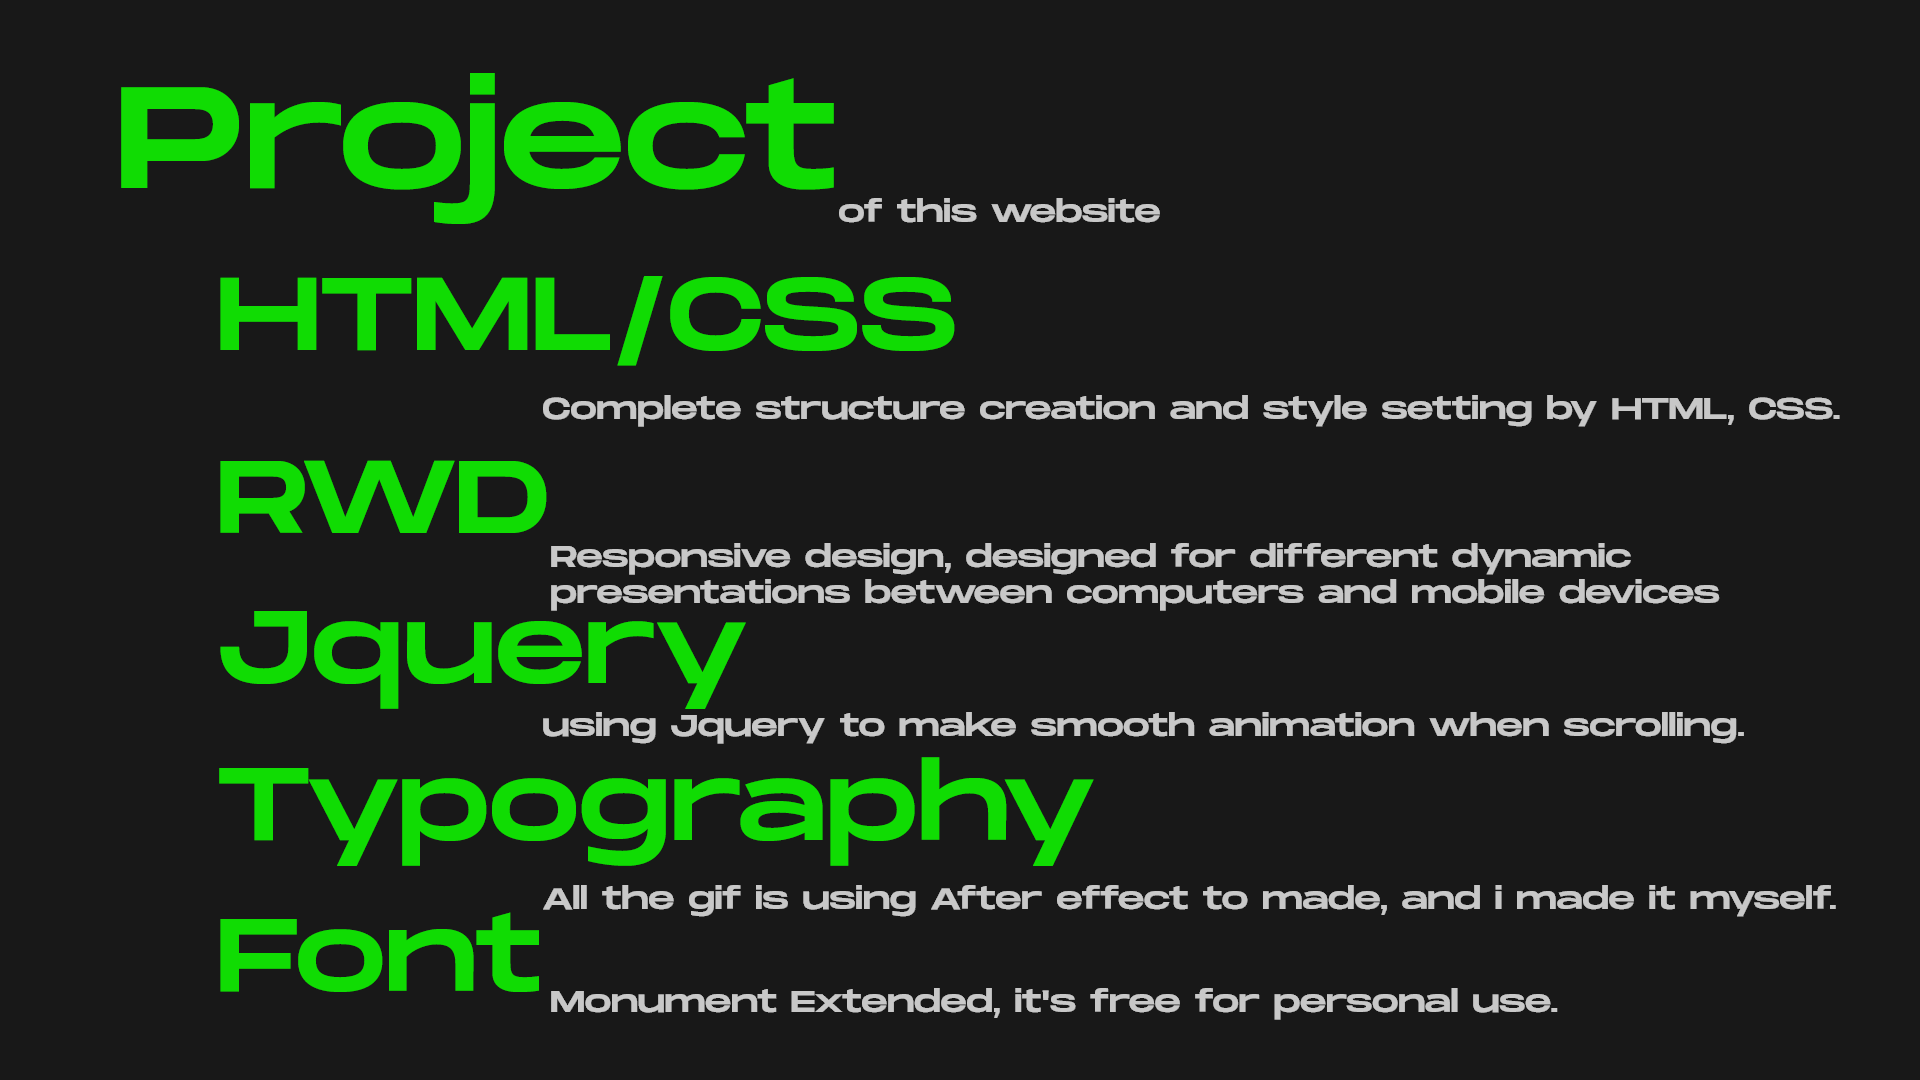 Project
of this website
HTML/CSS
Complete structure creation and style setting by HTML, CSS.
RWD
Responsive design, designed for different dynamic
presentations between computers and mobile devices
Jquery
using Jquery to make smooth animation when scrolling.
Typography
All the gif is using After effect to made, and i made it myself.
Font
Monument Extended, it's free for personal use.